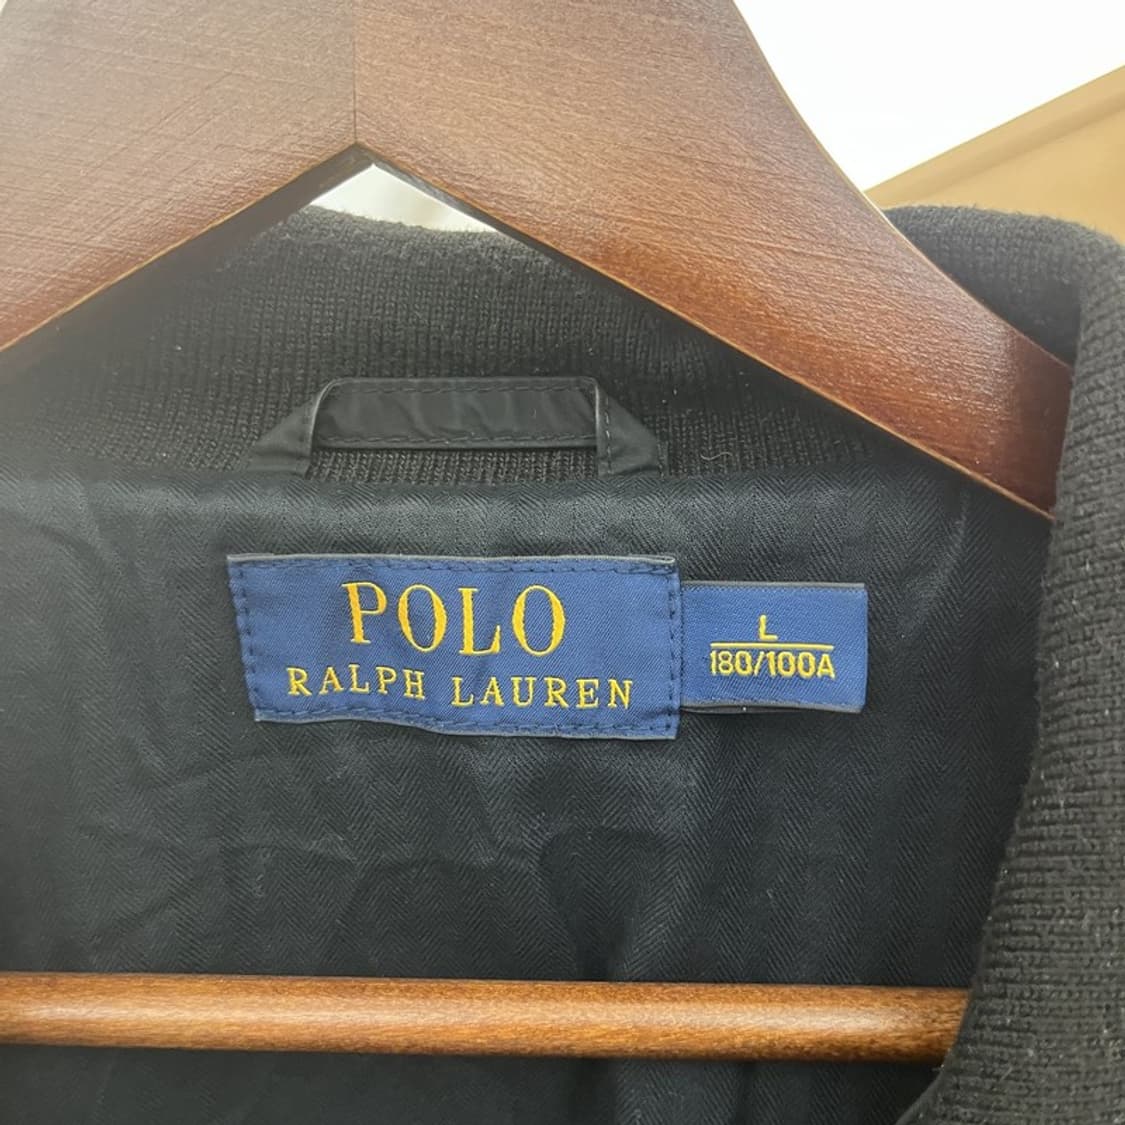 POLO
RALPH LAUREN
L
180/100A